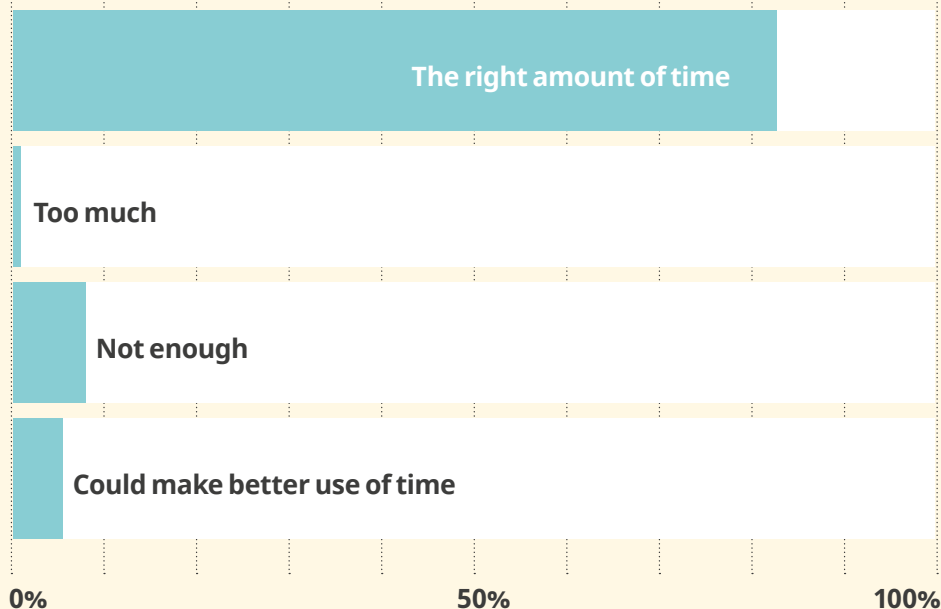 The right amount of time
Too much
Not enough
Could make better use of time
0% 50% 100%